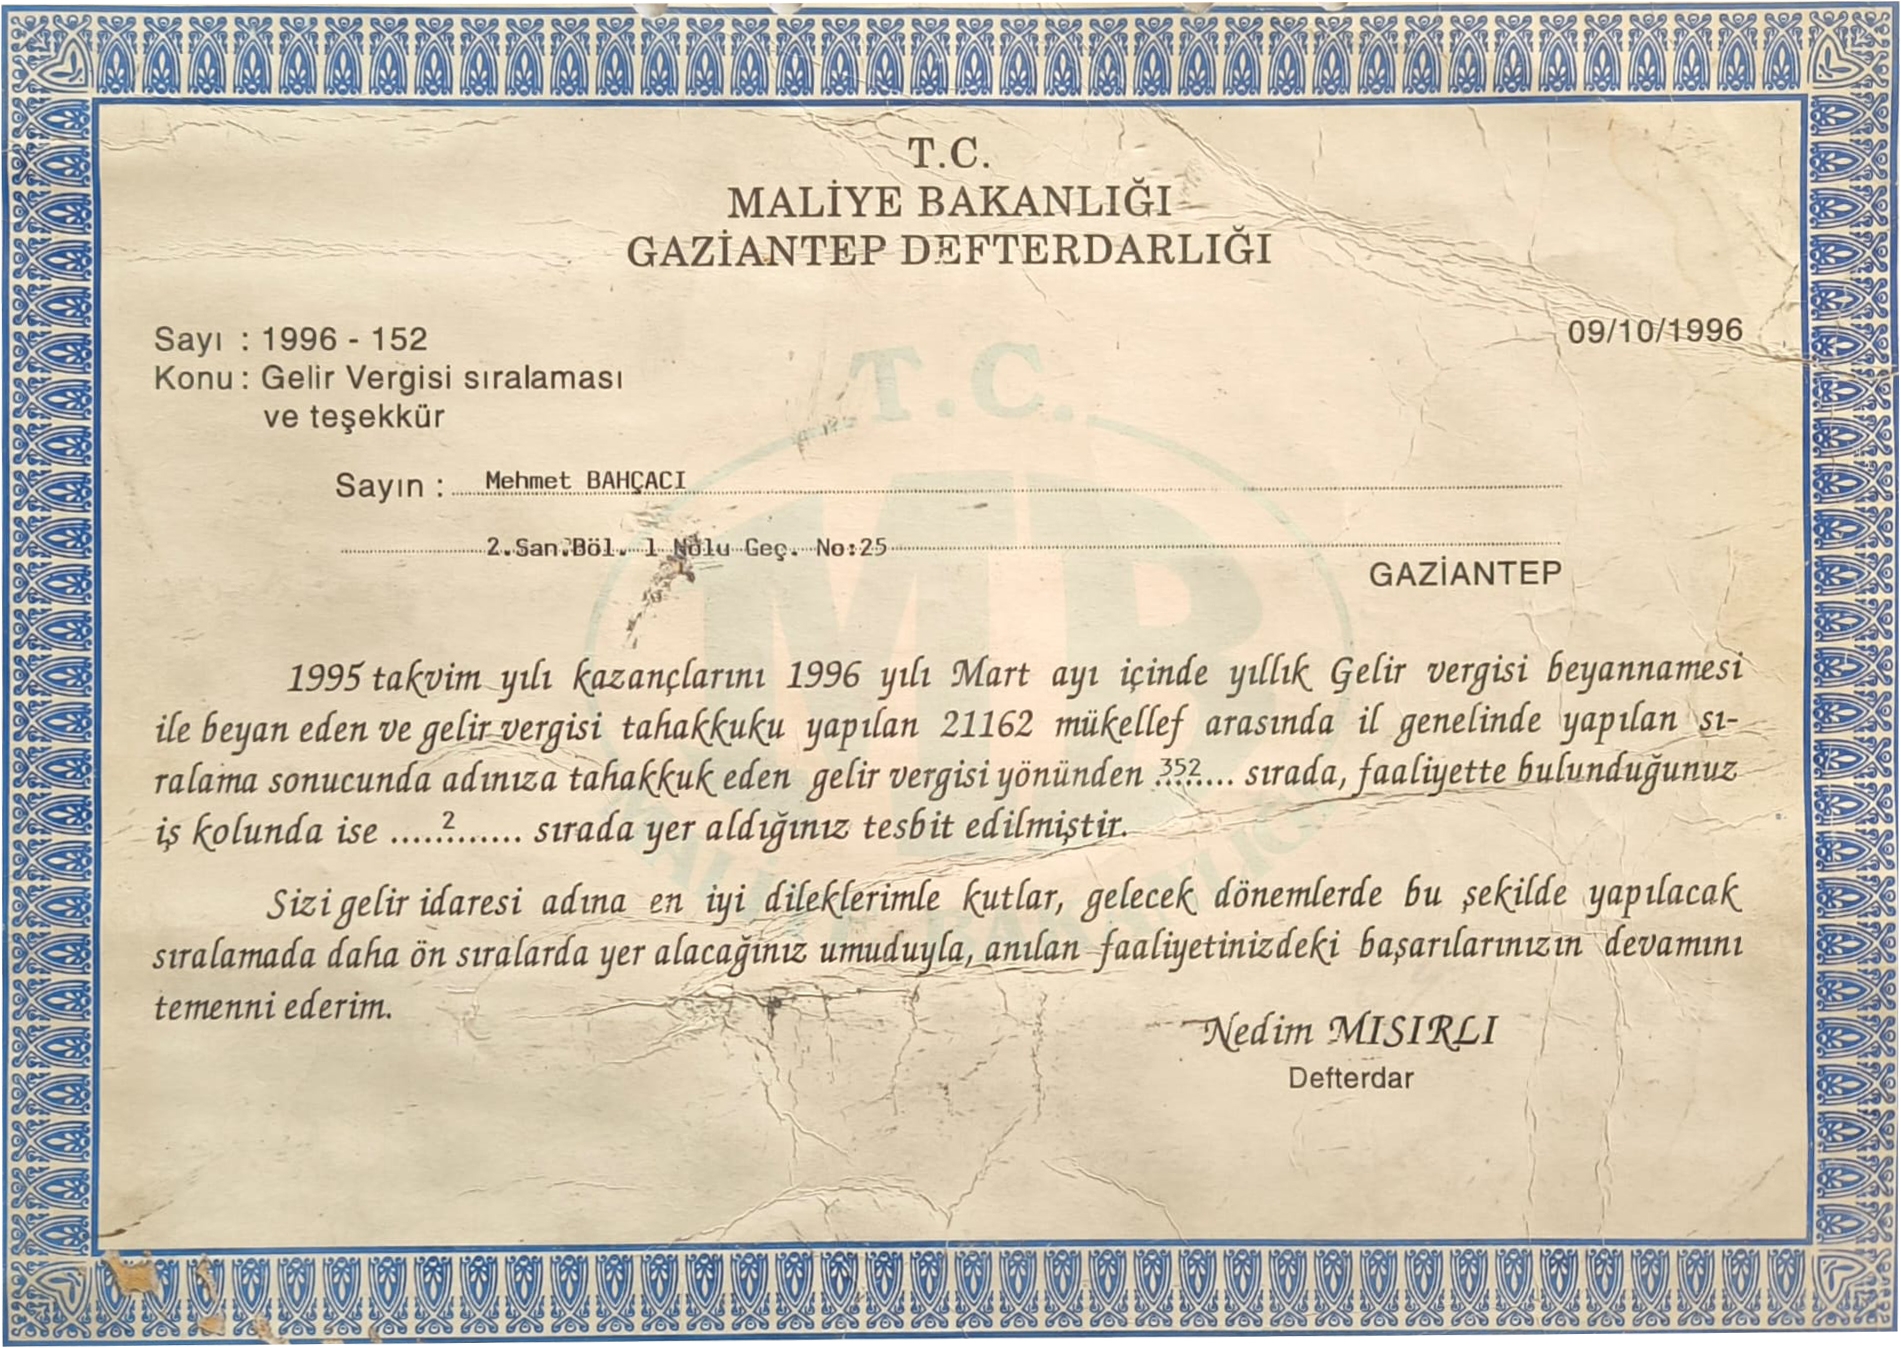 T.C.
MALİYE BAKANLIĞI
GAZİANTEP DEFTERDARLIĞI
Sayı : 1996 - 152
09/10/1996
Konu : Gelir Vergisi sıralaması
ve teşekkür
T.C.
Sayın : Mehmet BAHÇACI
2.San.Böl. 1 Nolu Geç. No:25
GAZİANTEP
MB
1995 takvim yılı kazançlarını 1996 yılı Mart ayı içinde yıllık Gelir vergisi beyannamesi
ile beyan eden ve gelir vergisi tahakkuku yapılan 21162 mükellef arasında il genelinde yapılan sı-
ralama sonucunda adınıza tahakkuk eden gelir vergisi yönünden ....352.... sırada, faaliyette bulunduğunuz
iş kolunda ise .....2....... sırada yer aldığınız tesbit edilmiştir.
Sizi gelir idaresi adına en iyi dileklerimle kutlar, gelecek dönemlerde bu şekilde yapılacak
sıralamada daha ön sıralarda yer alacağınız umuduyla, anılan faaliyetinizdeki başarılarınızın devamını
temenni ederim.
Nedim MISIRLI
Defterdar